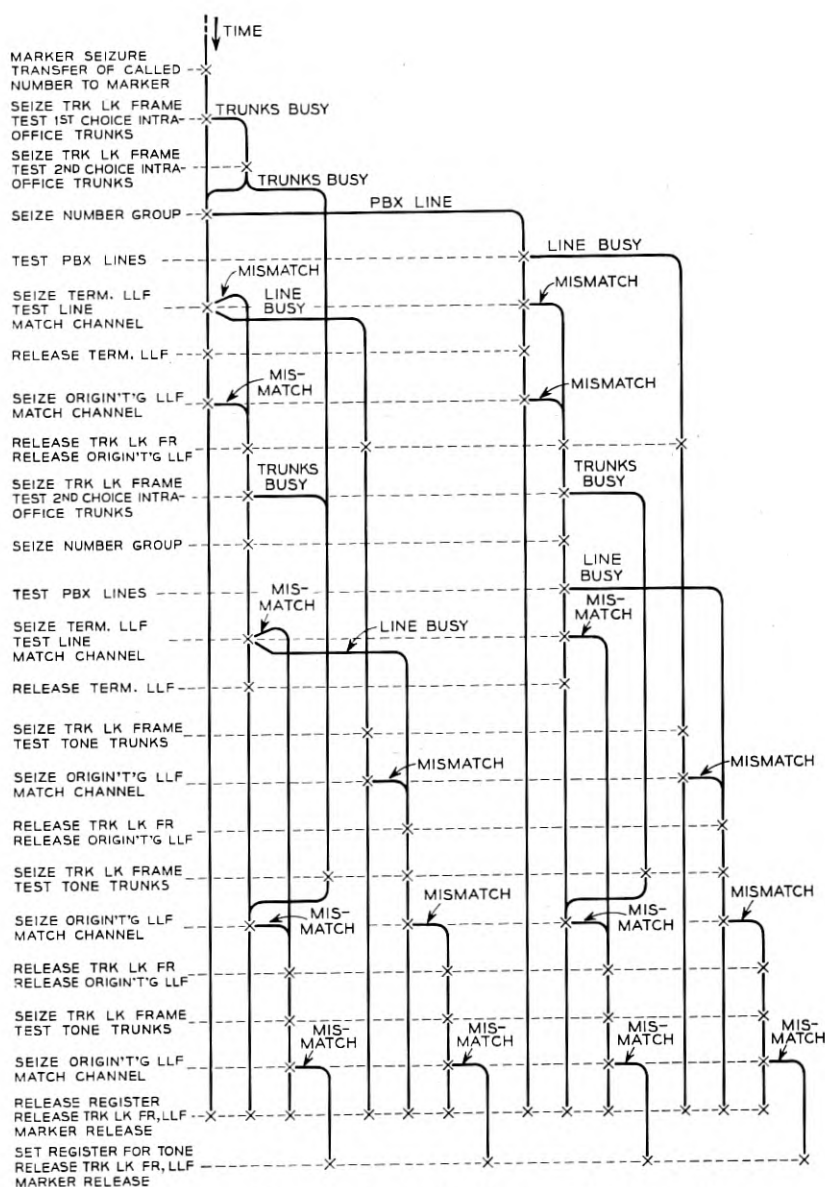 TIME
MARKER SEIZURE
TRANSFER OF CALLED
NUMBER TO MARKER
SEIZE TRK LK FRAME
TEST 1ST CHOICE INTRA-
OFFICE TRUNKS
TRUNKS BUSY
SEIZE TRK LK FRAME
TEST 2ND CHOICE INTRA-
OFFICE TRUNKS
TRUNKS BUSY
SEIZE NUMBER GROUP
PBX LINE
TEST PBX LINES
LINE BUSY
SEIZE TERM. LLF
TEST LINE
MATCH CHANNEL
MISMATCH
LINE
BUSY
MISMATCH
RELEASE TERM. LLF
SEIZE ORIGIN'T'G LLF
MATCH CHANNEL
MIS-
MATCH
MISMATCH
RELEASE TRK LK FR
RELEASE ORIGIN'T'G LLF
SEIZE TRK LK FRAME
TEST 2ND CHOICE INTRA-
OFFICE TRUNKS
TRUNKS
BUSY
TRUNKS
BUSY
SEIZE NUMBER GROUP
TEST PBX LINES
LINE
BUSY
SEIZE TERM. LLF
TEST LINE
MATCH CHANNEL
MIS-
MATCH
LINE BUSY
MIS-
MATCH
RELEASE TERM. LLF
SEIZE TRK LK FRAME
TEST TONE TRUNKS
SEIZE ORIGIN'T'G LLF
MATCH CHANNEL
MISMATCH
MISMATCH
RELEASE TRK LK FR
RELEASE ORIGIN'T'G LLF
SEIZE TRK LK FRAME
TEST TONE TRUNKS
SEIZE ORIGIN'T'G LLF
MATCH CHANNEL
MIS-
MATCH
MISMATCH
MIS-
MATCH
MISMATCH
RELEASE TRK LK FR
RELEASE ORIGIN'T'G LLF
SEIZE TRK LK FRAME
TEST TONE TRUNKS
SEIZE ORIGIN'T'G LLF
MATCH CHANNEL
MIS-
MATCH
MIS-
MATCH
MIS-
MATCH
MIS-
MATCH
RELEASE REGISTER
RELEASE TRK LK FR, LLF
MARKER RELEASE
SET REGISTER FOR TONE
RELEASE TRK LK FR, LLF
MARKER RELEASE